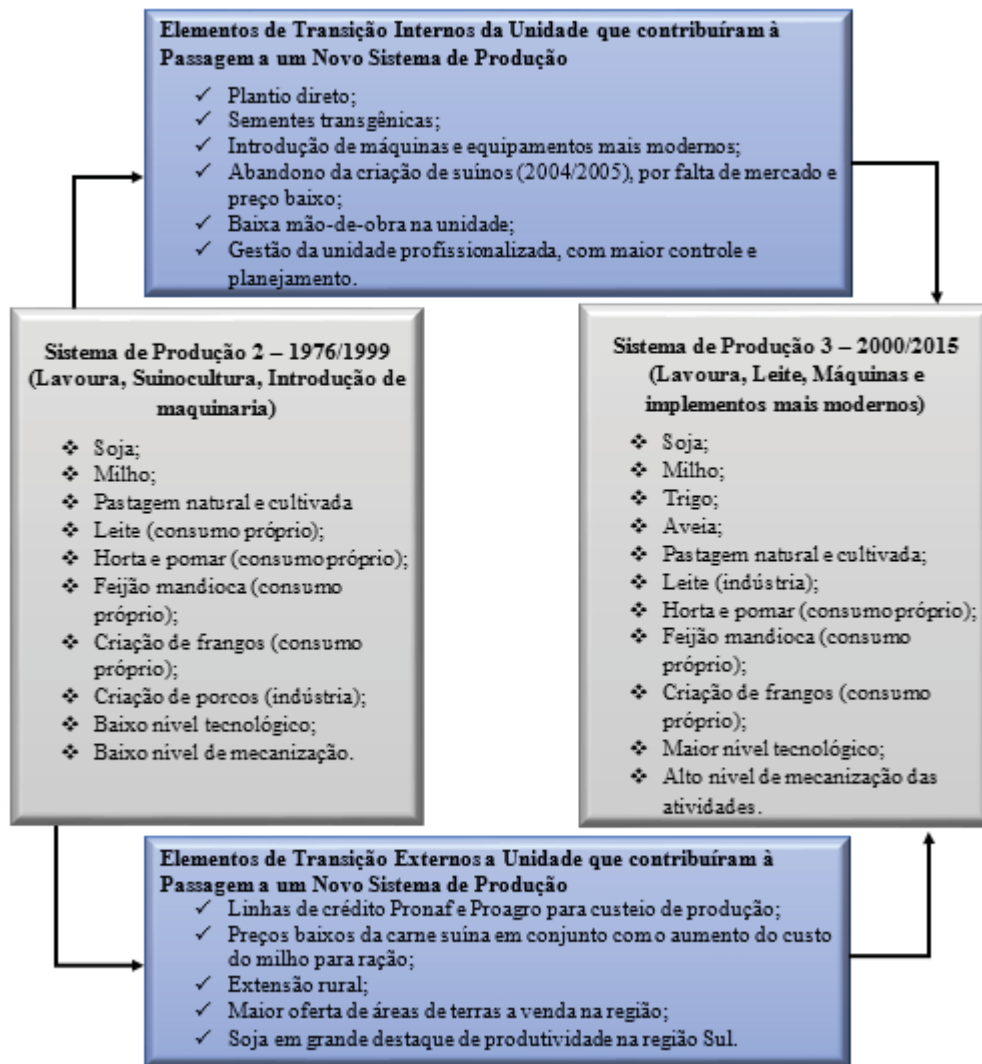 Elementos de Transição Internos da Unidade que contribuíram à
Passagem a um Novo Sistema de Produção
✓ Plantio direto;
✓ Sementes transgênicas;
✓ Introdução de máquinas e equipamentos mais modernos;
✓ Abandono da criação de suínos (2004/2005), por falta de mercado e
preço baixo;
✓ Baixa mão-de-obra na unidade;
✓ Gestão da unidade profissionalizada, com maior controle e
planejamento.
Sistema de Produção 2 – 1976/1999
(Lavoura, Suinocultura, Introdução de
maquinaria)
❖ Soja;
❖ Milho;
❖ Pastagem natural e cultivada
❖ Leite (consumo próprio);
❖ Horta e pomar (consumo próprio);
❖ Feijão mandioca (consumo
próprio);
❖ Criação de frangos (consumo
próprio);
❖ Criação de porcos (indústria);
❖ Baixo nível tecnológico;
❖ Baixo nível de mecanização.
Sistema de Produção 3 – 2000/2015
(Lavoura, Leite, Máquinas e
implementos mais modernos)
❖ Soja;
❖ Milho;
❖ Trigo;
❖ Aveia;
❖ Pastagem natural e cultivada;
❖ Leite (indústria);
❖ Horta e pomar (consumo próprio);
❖ Feijão mandioca (consumo
próprio);
❖ Criação de frangos (consumo
próprio);
❖ Maior nível tecnológico;
❖ Alto nível de mecanização das
atividades.
Elementos de Transição Externos a Unidade que contribuíram à
Passagem a um Novo Sistema de Produção
✓ Linhas de crédito Pronaf e Proagro para custeio de produção;
✓ Preços baixos da carne suína em conjunto como aumento do custo
do milho para ração;
✓ Extensão rural;
✓ Maior oferta de áreas de terras a venda na região;
✓ Soja em grande destaque de produtividade na região Sul.